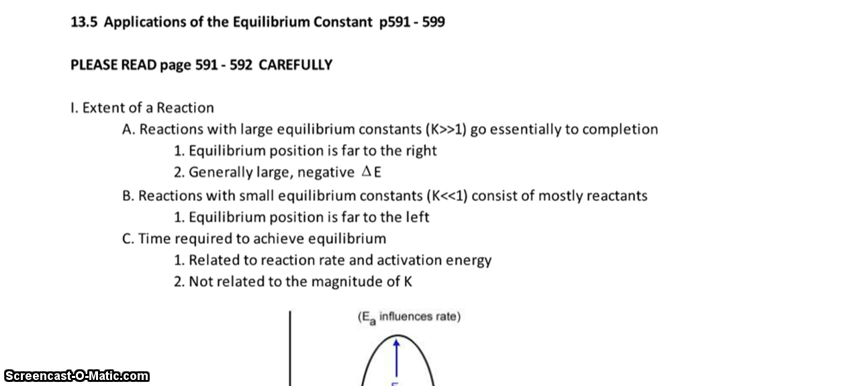 13.5 Applications of the Equilibrium Constant p591 - 599
PLEASE READ page 591 - 592 CAREFULLY
I. Extent of a Reaction
A. Reactions with large equilibrium constants (K>>1) go essentially to completion
1. Equilibrium position is far to the right
2. Generally large, negative ΔE
B. Reactions with small equilibrium constants (K<<1) consist of mostly reactants
1. Equilibrium position is far to the left
C. Time required to achieve equilibrium
1. Related to reaction rate and activation energy
2. Not related to the magnitude of K
(Ea influences rate)
Screencast-O-Matic.com